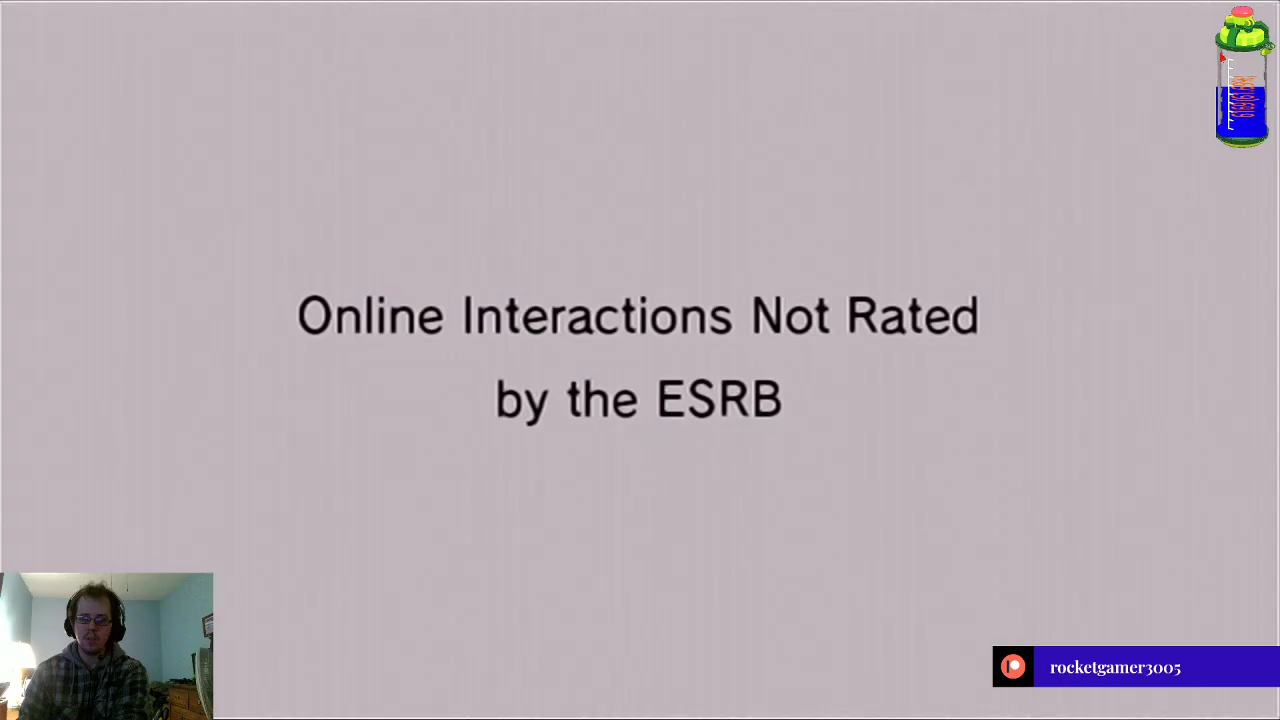 Online Interactions Not Rated
by the ESRB
rocketgamer3005